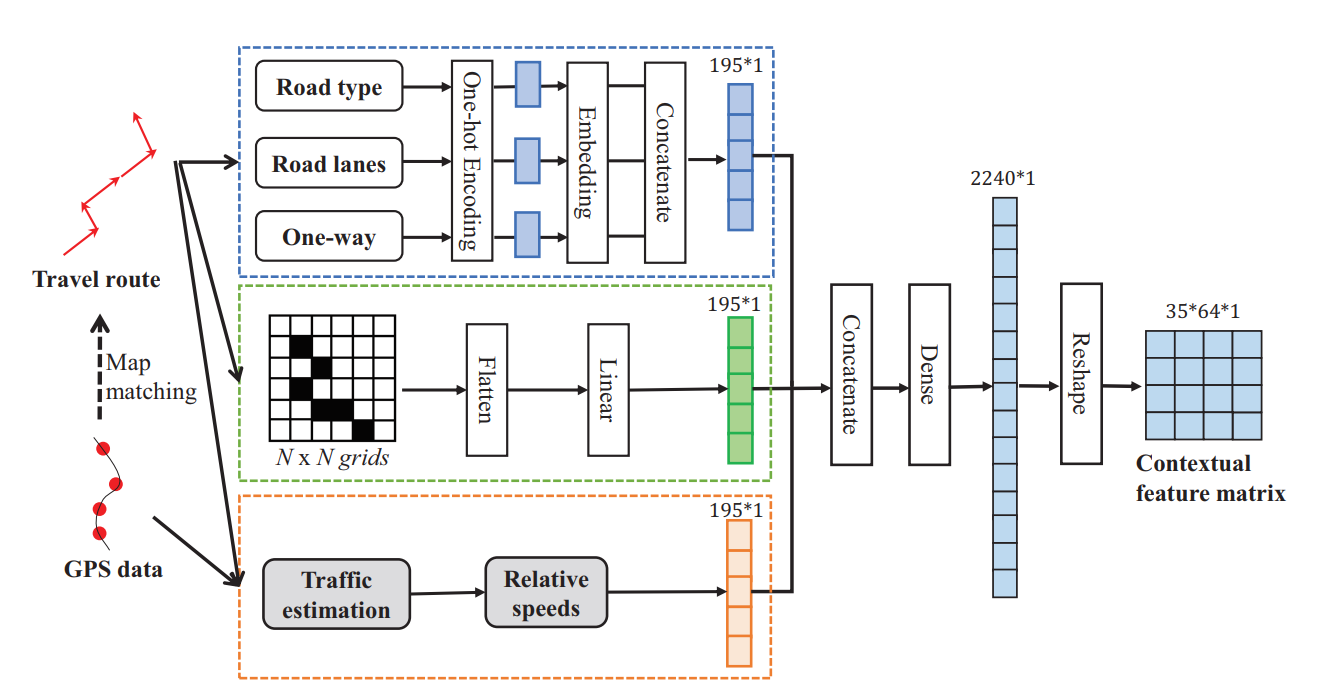 Travel route
Map
matching
GPS data
Road type
Road lanes
One-way
One-hot Encoding
Embedding
Concatenate
195*1
N x N grids
Flatten
Linear
195*1
Traffic
estimation
Relative
speeds
195*1
Concatenate
Dense
2240*1
Reshape
35*64*1
Contextual
feature matrix